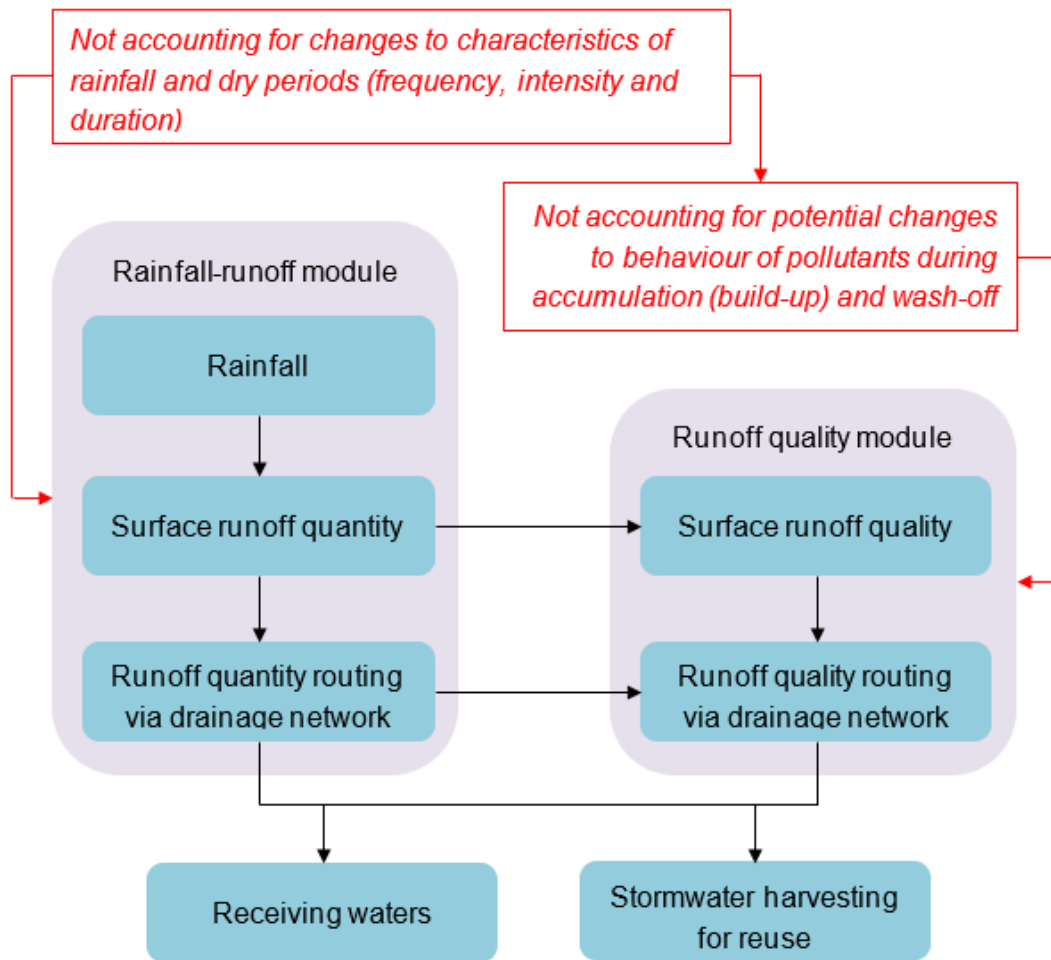 Not accounting for changes to characteristics of
rainfall and dry periods (frequency, intensity and
duration)
Not accounting for potential changes
to behaviour of pollutants during
accumulation (build-up) and wash-off
Rainfall-runoff module
Rainfall
Surface runoff quantity
Runoff quantity routing
via drainage network
Runoff quality module
Surface runoff quality
Runoff quality routing
via drainage network
Receiving waters
Stormwater harvesting
for reuse